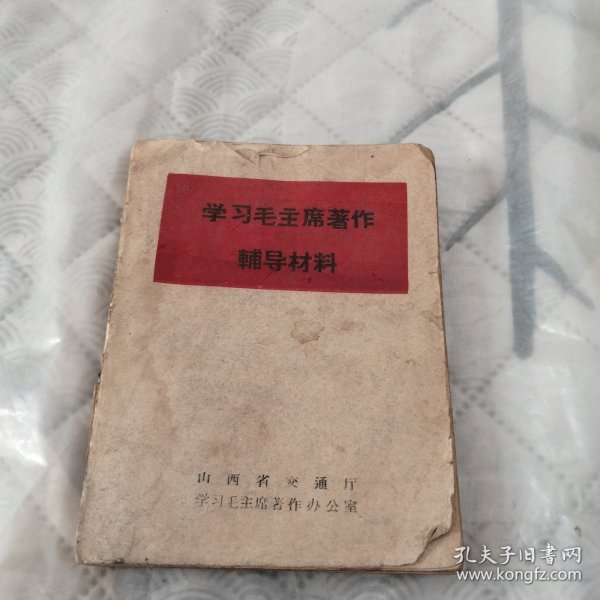 学习毛主席著作
輔导材料
山西省交通厅
学习毛主席著作办公室
孔夫子旧书网
www.kongfz.com